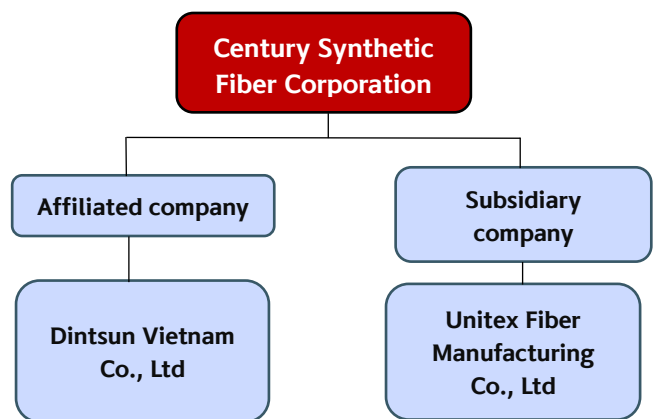 Century Synthetic
Fiber Corporation
Affiliated company
Subsidiary
company
Dintsun Vietnam
Co., Ltd
Unitex Fiber
Manufacturing
Co., Ltd